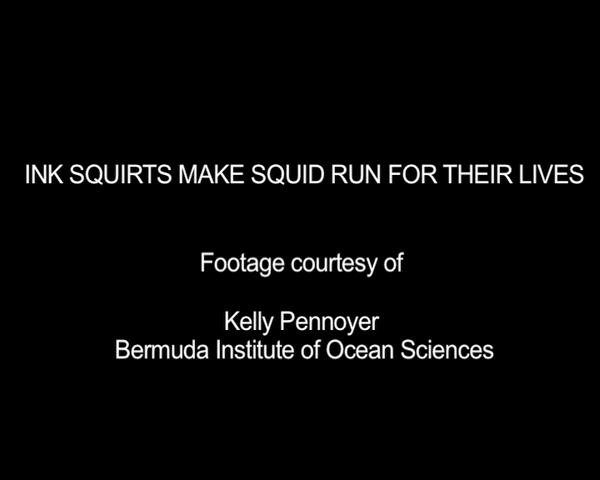 INK SQUIRTS MAKE SQUID RUN FOR THEIR LIVES
Footage courtesy of
Kelly Pennoyer
Bermuda Institute of Ocean Sciences